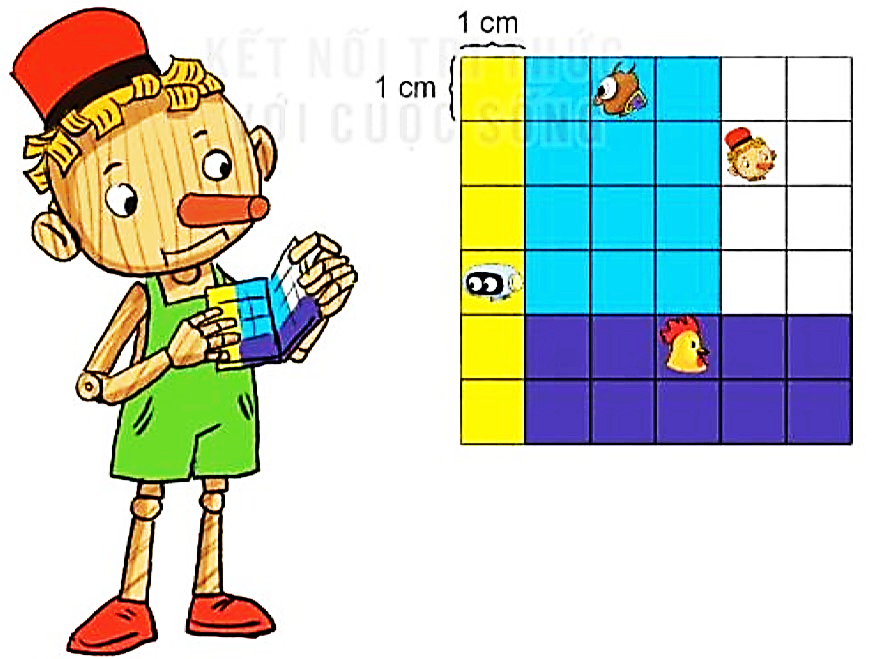 1 cm
1 cm
KẾT NỐI TRI THỨC
VỚI CUỘC SỐNG